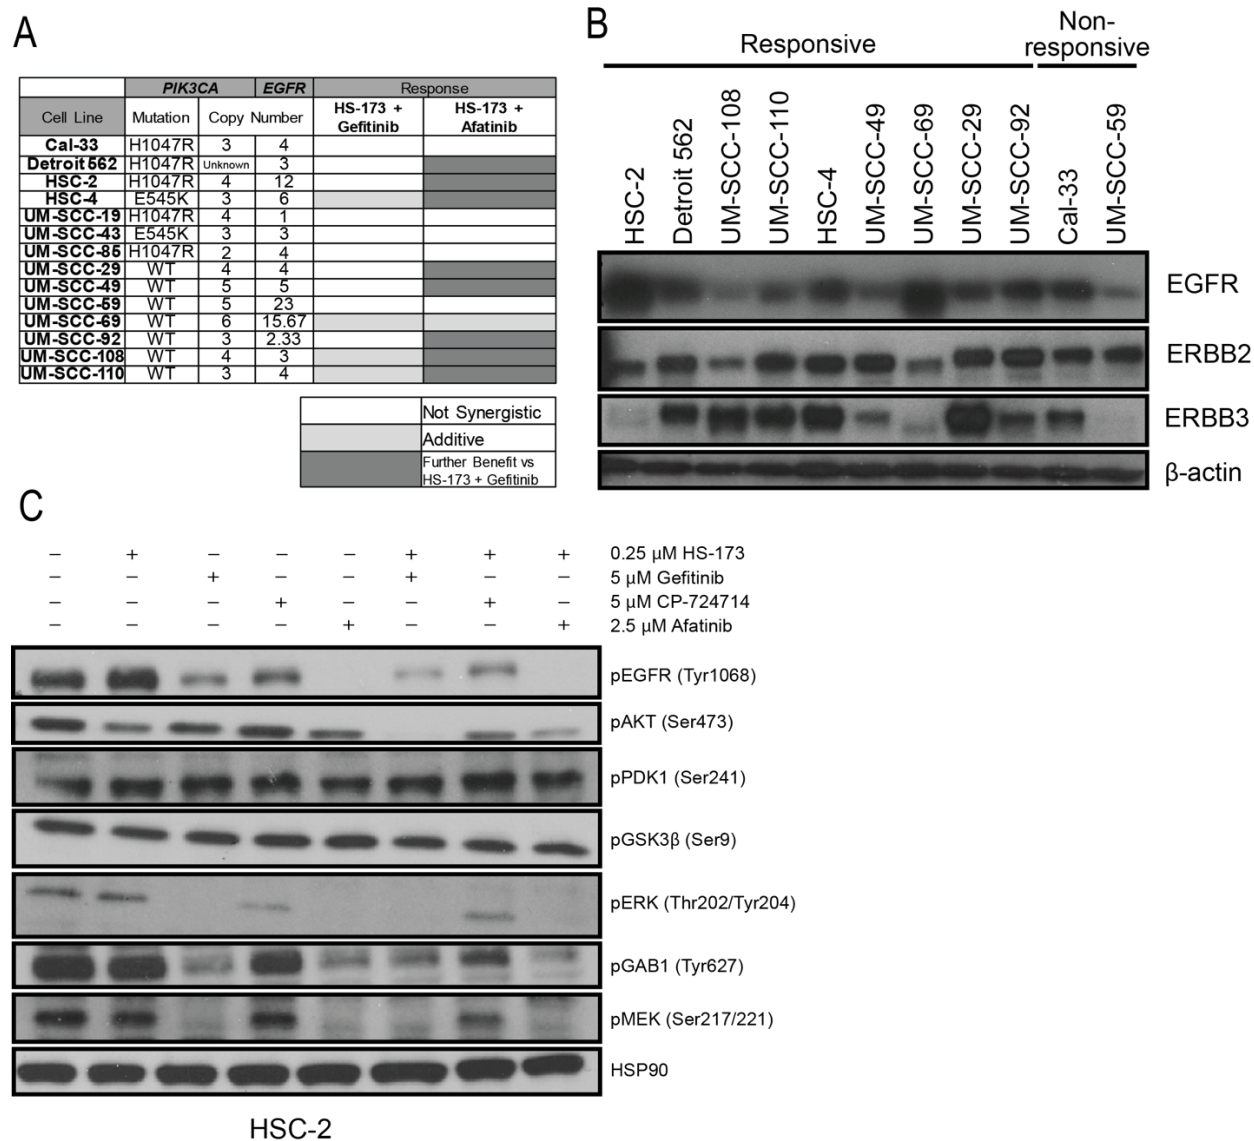 A
PIK3CA EGFR Response
Cell Line Mutation Copy Number HS-173 + Gefitinib HS-173 + Afatinib
Cal-33 H1047R 3 4
Detroit 562 H1047R Unknown 3
HSC-2 H1047R 4 12
HSC-4 E545K 3 6
UM-SCC-19 H1047R 4 1
UM-SCC-43 E545K 3 3
UM-SCC-85 H1047R 2 4
UM-SCC-29 WT 4 4
UM-SCC-49 WT 5 5
UM-SCC-59 WT 5 23
UM-SCC-69 WT 6 15.67
UM-SCC-92 WT 3 2.33
UM-SCC-108 WT 4 3
UM-SCC-110 WT 3 4
Not Synergistic
Additive
Further Benefit vs
HS-173 + Gefitinib
B
Responsive
Non-
responsive
HSC-2
Detroit 562
UM-SCC-108
UM-SCC-110
HSC-4
UM-SCC-49
UM-SCC-69
UM-SCC-29
UM-SCC-92
Cal-33
UM-SCC-59
EGFR
ERBB2
ERBB3
β-actin
C
− + − − − + + + 0.25 µM HS-173
− − + − − + − − 5 µM Gefitinib
− − − + − − + − 5 µM CP-724714
− − − − + − − + 2.5 µM Afatinib
pEGFR (Tyr1068)
pAKT (Ser473)
pPDK1 (Ser241)
pGSK3β (Ser9)
pERK (Thr202/Tyr204)
pGAB1 (Tyr627)
pMEK (Ser217/221)
HSP90
HSC-2